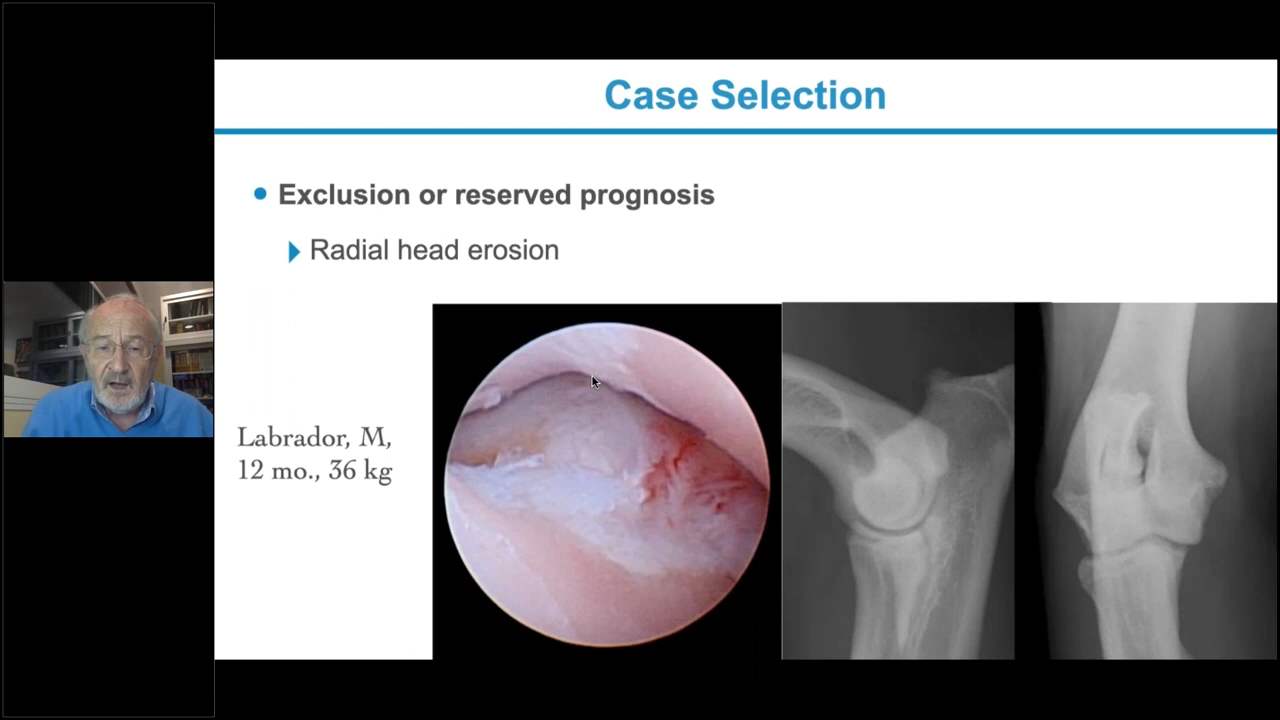 Case Selection
Exclusion or reserved prognosis
Radial head erosion
Labrador, M,
12 mo., 36 kg